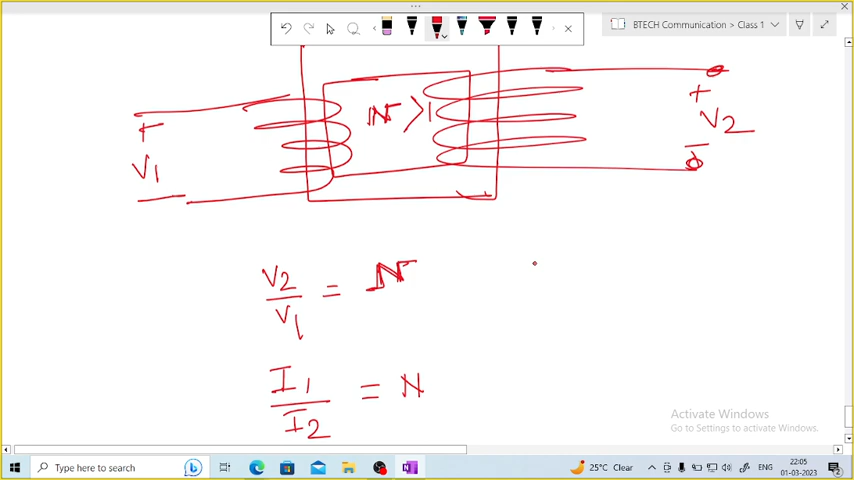 BTECH Communication » Class 1
N > 1
+
V1
—
+
V2
—
V2
V1
= N
I1
I2
= N
Activate Windows
Go to Settings to activate Windows.
Type here to search
25°C Clear
ENG
22:05
01-03-2023
2